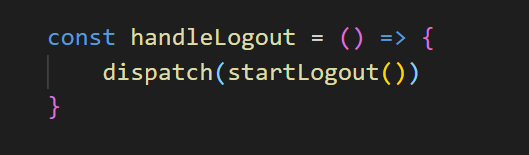 const handleLogout = () => {
    dispatch(startLogout())
}